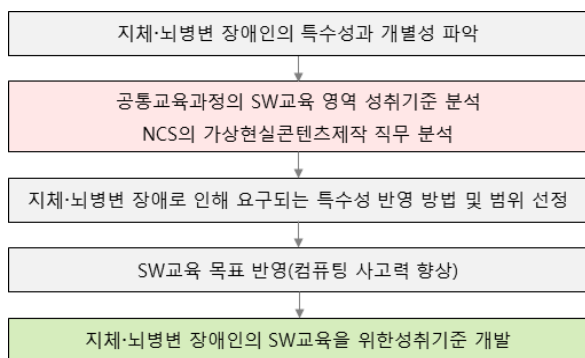 지체·뇌병변 장애인의 특수성과 개별성 파악
공통교육과정의 SW교육 영역 성취기준 분석
NCS의 가상현실콘텐츠제작 직무 분석
지체·뇌병변 장애로 인해 요구되는 특수성 반영 방법 및 범위 선정
SW교육 목표 반영(컴퓨팅 사고력 향상)
지체·뇌병변 장애인의 SW교육을 위한성취기준 개발